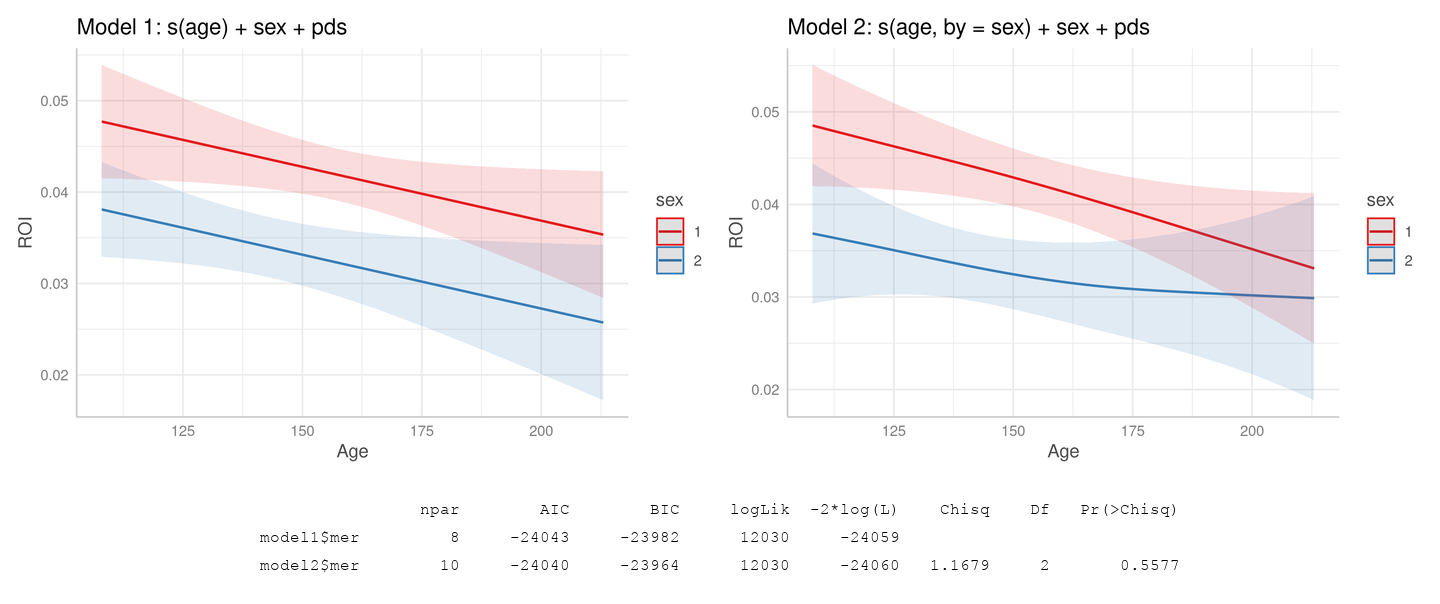 Model 1: s(age) + sex + pds
0.05
0.04
0.03
0.02
ROI
125 150 175 200
Age
sex
1
2
Model 2: s(age, by = sex) + sex + pds
0.05
0.04
0.03
0.02
ROI
125 150 175 200
Age
sex
1
2
npar AIC BIC logLik -2*log(L) Chisq Df Pr(>Chisq)
model1$mer 8 -24043 -23982 12030 -24059
model2$mer 10 -24040 -23964 12030 -24060 1.1679 2 0.5577